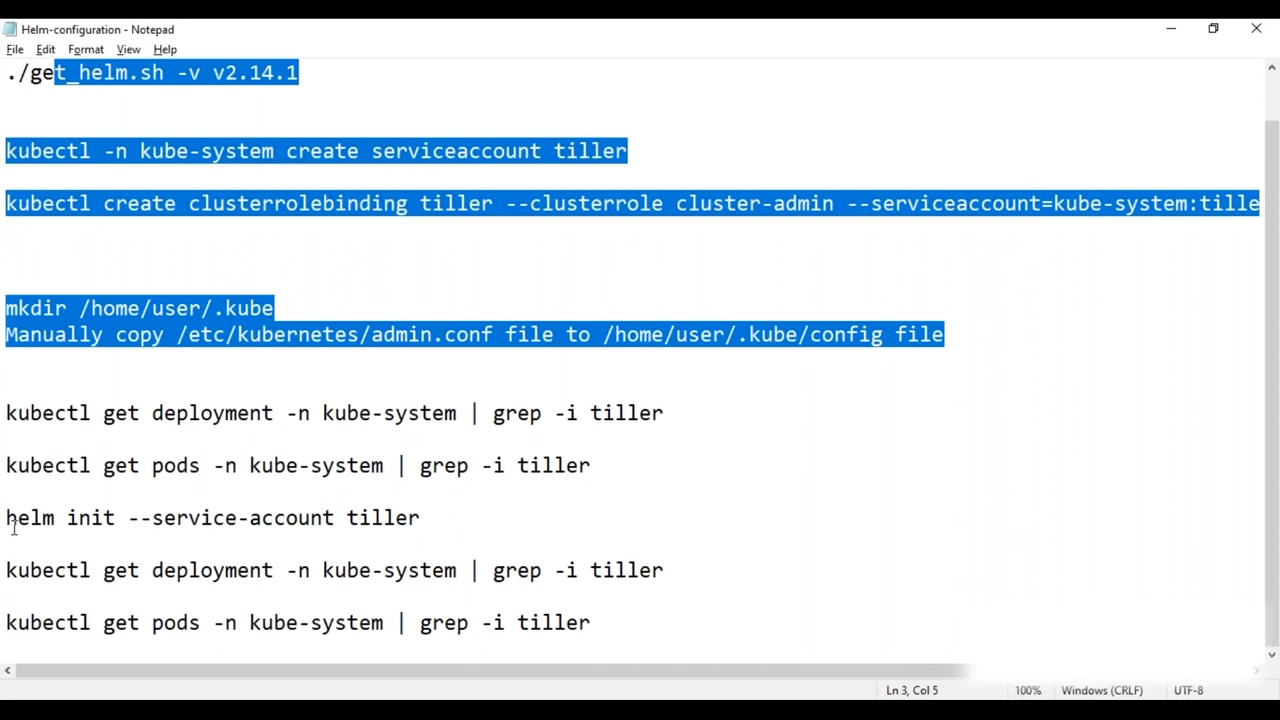 Helm-configuration - Notepad
File Edit Format View Help
./get_helm.sh -v v2.14.1
kubectl -n kube-system create serviceaccount tiller
kubectl create clusterrolebinding tiller --clusterrole cluster-admin --serviceaccount=kube-system:tille
mkdir /home/user/.kube
Manually copy /etc/kubernetes/admin.conf file to /home/user/.kube/config file
kubectl get deployment -n kube-system | grep -i tiller
kubectl get pods -n kube-system | grep -i tiller
helm init --service-account tiller
kubectl get deployment -n kube-system | grep -i tiller
kubectl get pods -n kube-system | grep -i tiller
Ln 3, Col 5 100% Windows (CRLF) UTF-8